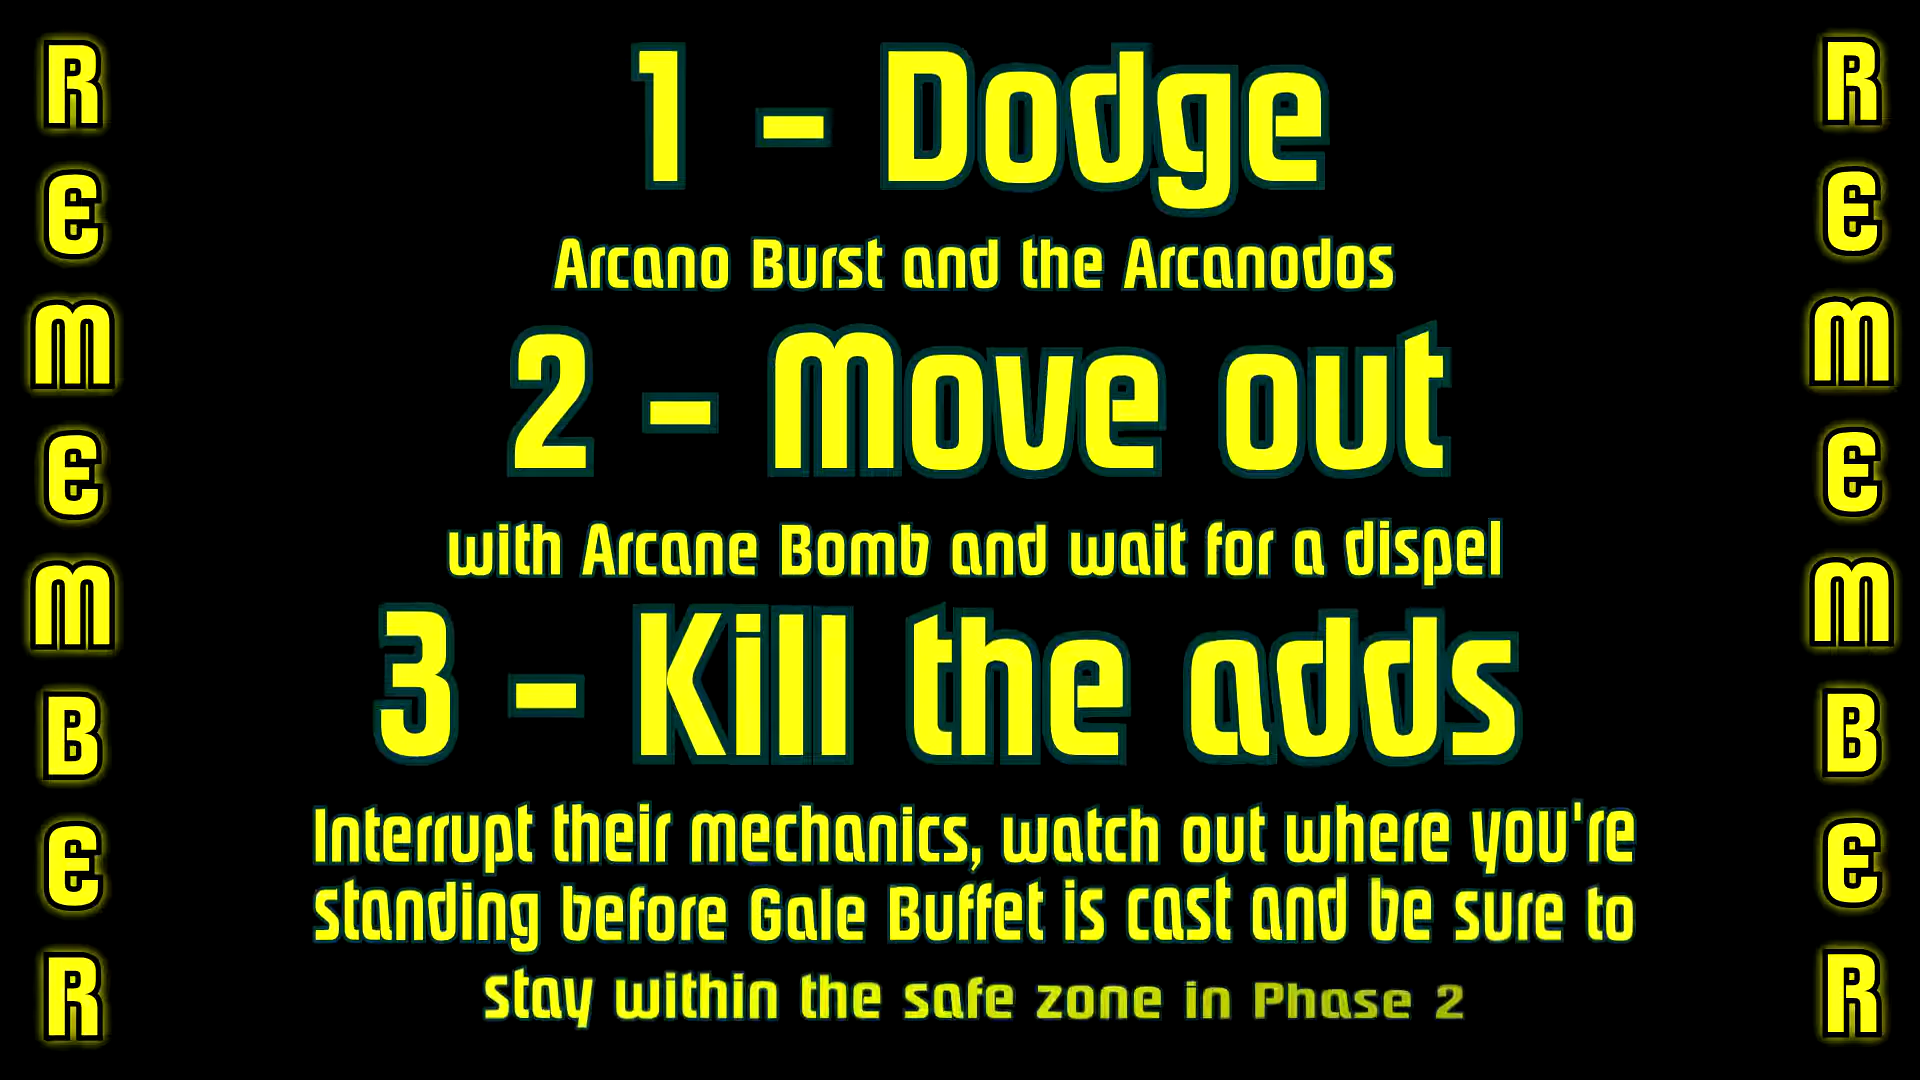 REMEMBER
1 - Dodge
Arcano Burst and the Arcanodos
2 - Move out
with Arcane Bomb and wait for a dispel
3 - Kill the adds
Interrupt their mechanics, watch out where you're
standing before Gale Buffet is cast and be sure to
stay within the safe zone in Phase 2
REMEMBER